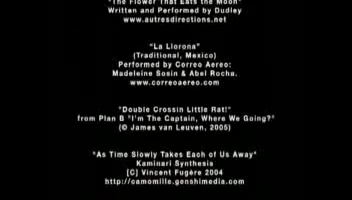 "The Flower That Eats the Moon"
Written and Performed by Dudley
www.autresdirections.net
"La Llorona"
(Traditional, Mexico)
Performed by Correo Aereo:
Madeleine Sosin & Abel Rocha.
www.correoaereo.com
"Double Crossin Little Rat!"
from Plan B "I'm The Captain, Where We Going?"
(© James van Leuven, 2005)
"As Time Slowly Takes Each of Us Away"
Kaminari Synthesis
[C] Vincent Fugère 2004
http://camomille.genshimedia.com